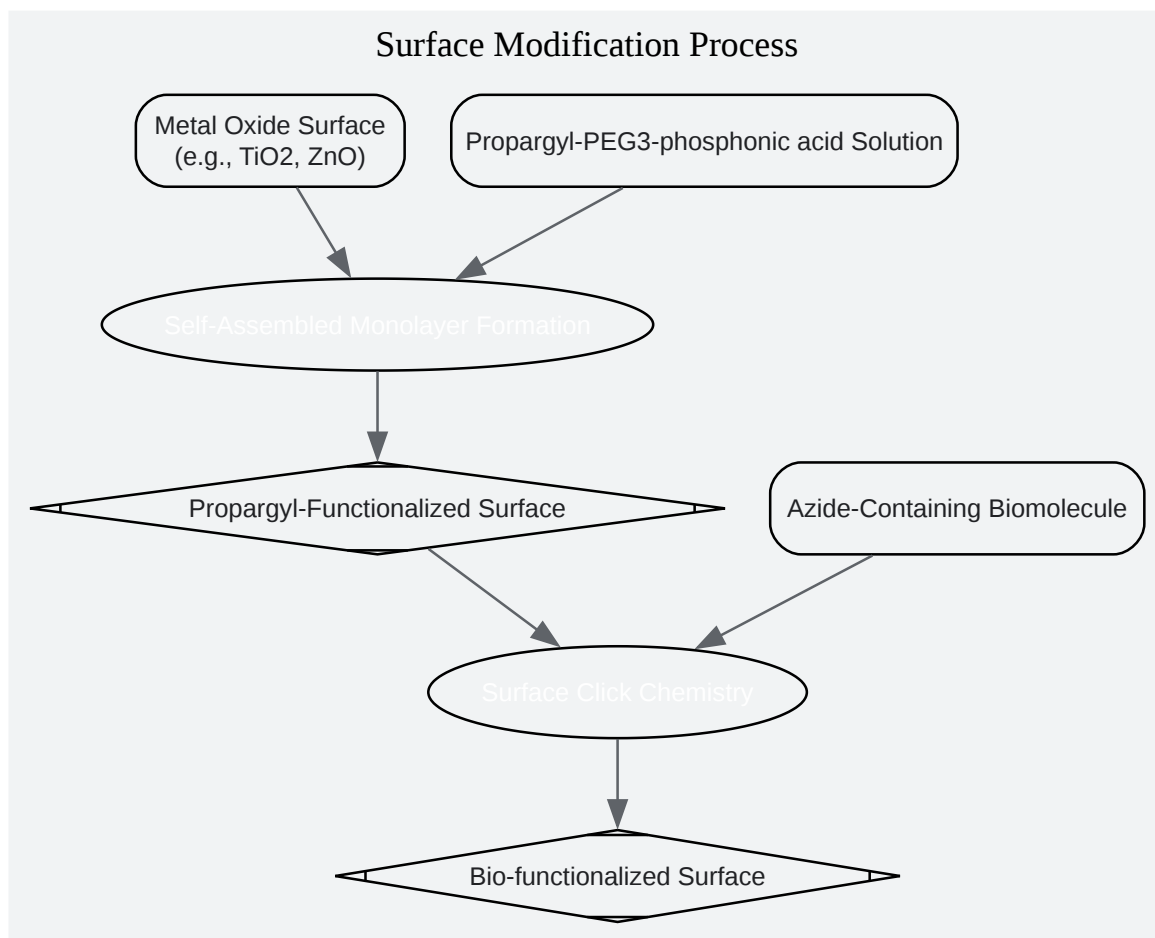 Surface Modification Process
Metal Oxide Surface
(e.g., TiO2, ZnO)
Propargyl-PEG3-phosphonic acid Solution
Self-Assembled Monolayer Formation
Propargyl-Functionalized Surface
Azide-Containing Biomolecule
Surface Click Chemistry
Bio-functionalized Surface